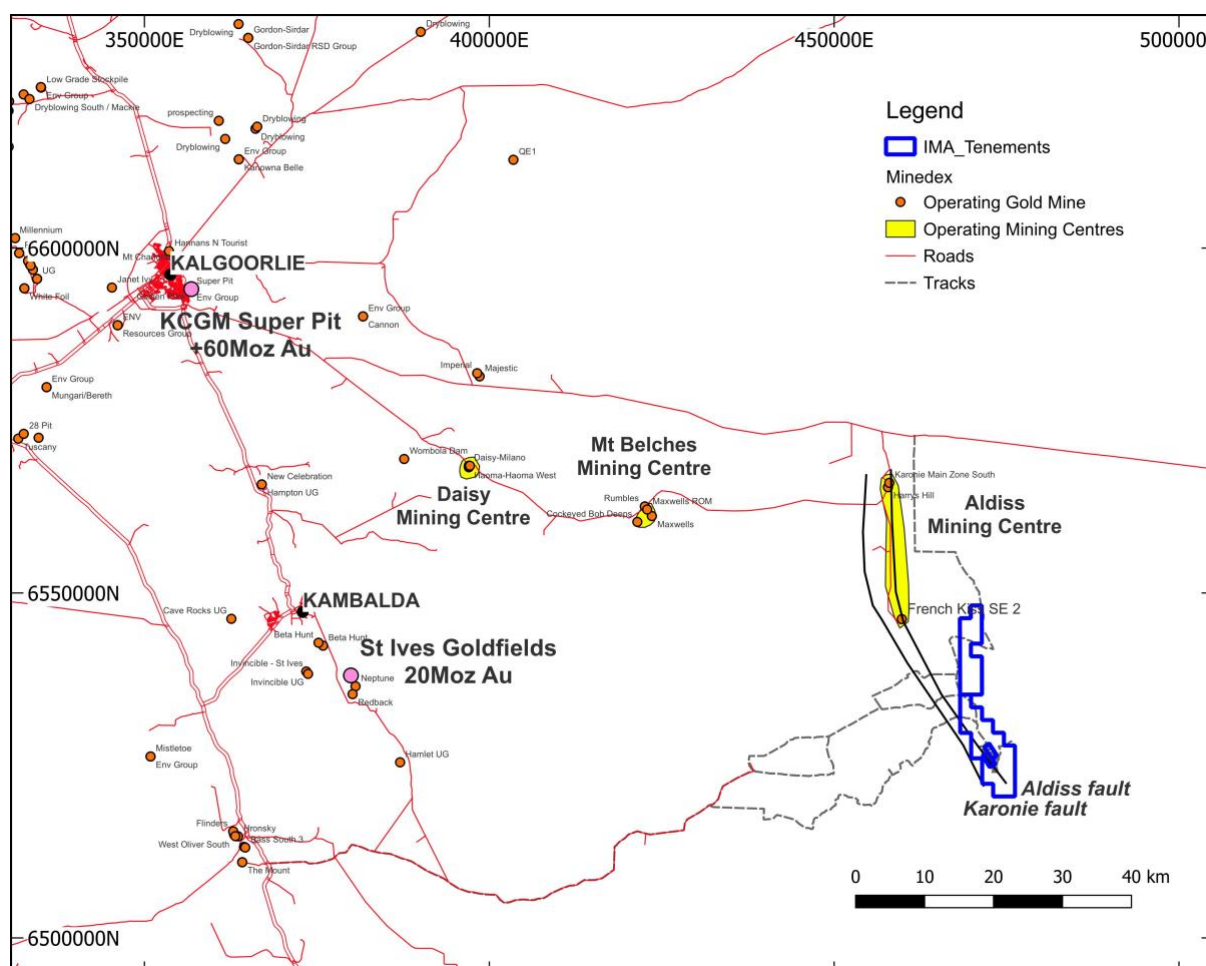 350000E
400000E
450000E
500000
Dryblowing
Gordon-Sirdar
Dryblowing
Gordon-Sirdar RSD Group
Low Grade Stockpile
Env Group
Dryblowing South / Mackie
prospecting
Dryblowing
Dryblowing
Dryblowing
Env Group
Kanowna Belle
QE1
Legend
IMA_Tenements
Minedex
Operating Gold Mine
Operating Mining Centres
Roads
Tracks
Millennium
6600000N
UG
White Foil
Hannans N Tourist
KALGOORLIE
Janet Iv
Super Pit
Env Group
KCGM Super Pit
+60Moz Au
ENV
Resources Group
Env Group
Cannon
Imperial
Majestic
Env Group
Mungari/Bereth
28 Pit
Tuscany
Wombola Dam
Daisy-Milano
Haoma-Haoma West
Daisy
Mining Centre
Mt Belches
Mining Centre
Rumbles
Maxwells ROM
Cockeyed Bob Deeps
Maxwells
New Celebration
Hampton UG
Karonie Main Zone South
Harrys Hill
Aldiss
Mining Centre
6550000N
Cave Rocks UG
KAMBALDA
Beta Hunt
Beta Hunt
French Kiss SE 2
St Ives Goldfields
20Moz Au
Invincible - St Ives
Invincible UG
Neptune
Redback
Mistletoe
Env Group
Hamlet UG
Aldiss fault
Karonie fault
Flinders
West Oliver South
Bass South 3
The Mount
0 10 20 30 40 km
6500000N